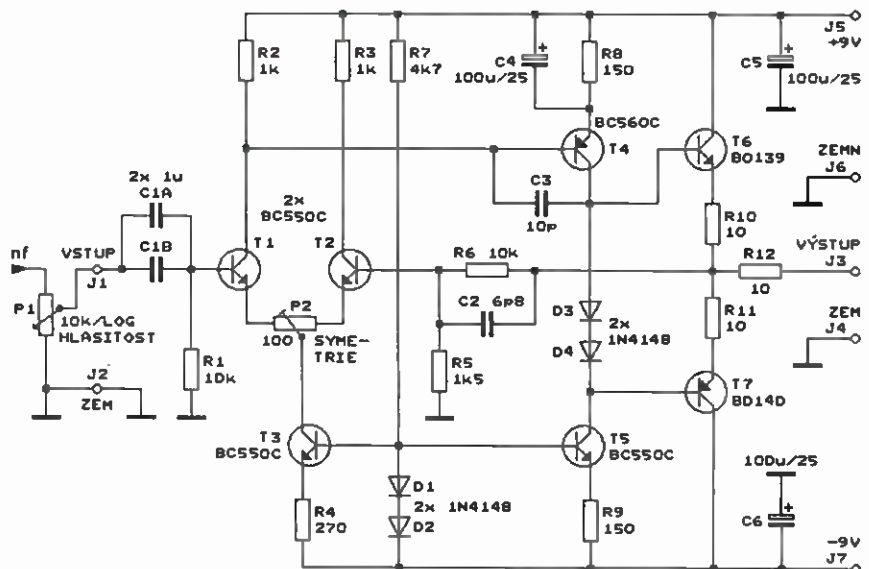 R2
1k
R3
1k
R7
4k7
C4
100u/25
R8
150
C5
100u/25
J5
+9V
BC560C
T4
T6
BO139
ZEMN
J6
2x 1u
C1A
2x
BC550C
C3
10p
R10
10
nf
VSTUP
J1
C1B
T1
T2
R6 10k
R12
10
VÝSTUP
J3
P1
10k/LOG
HLASITOST
P2
100
SYME-
TRIE
C2 6p8
D3
2x
1N4148
D4
R11
10
ZEM
J4
J2
ZEM
R1
10k
R5
1k5
T7
BD14D
T3
BC550C
T5
BC550C
100u/25
D1
2x 1N4148
D2
R4
270
R9
150
C6
-9V
J7